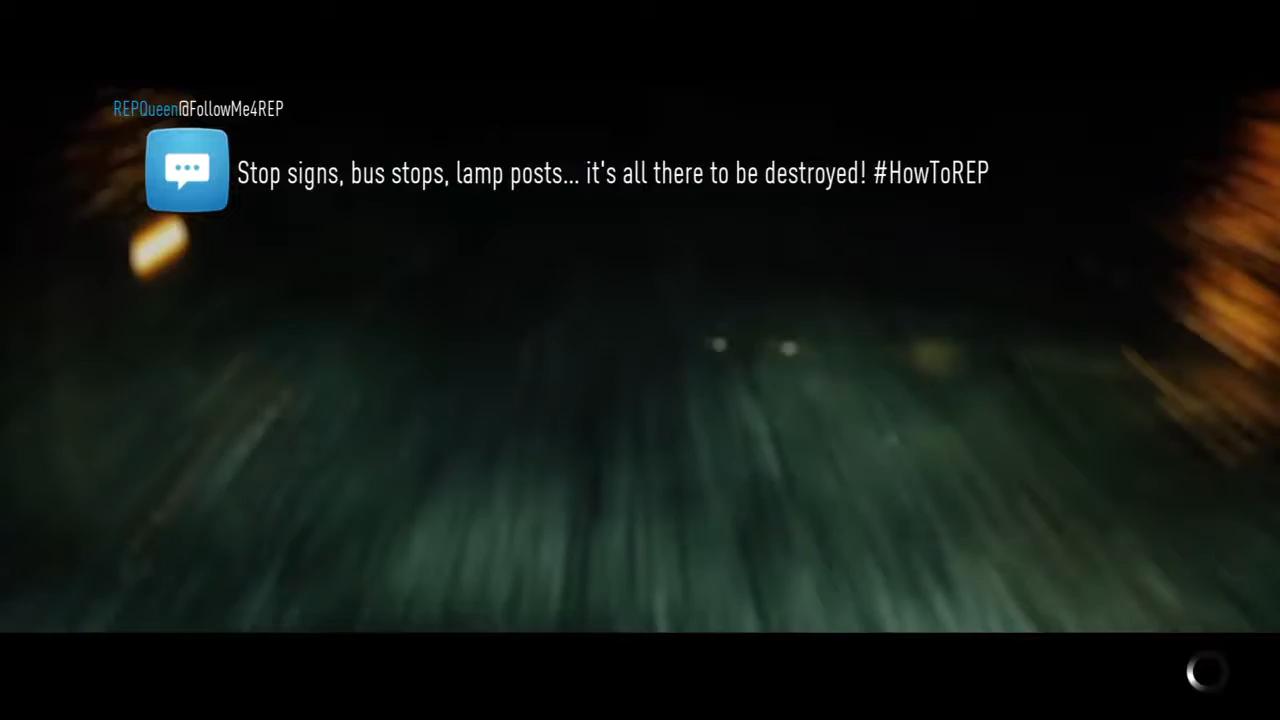 REPQueen@FollowMe4REP
Stop signs, bus stops, lamp posts... it's all there to be destroyed! #HowToREP